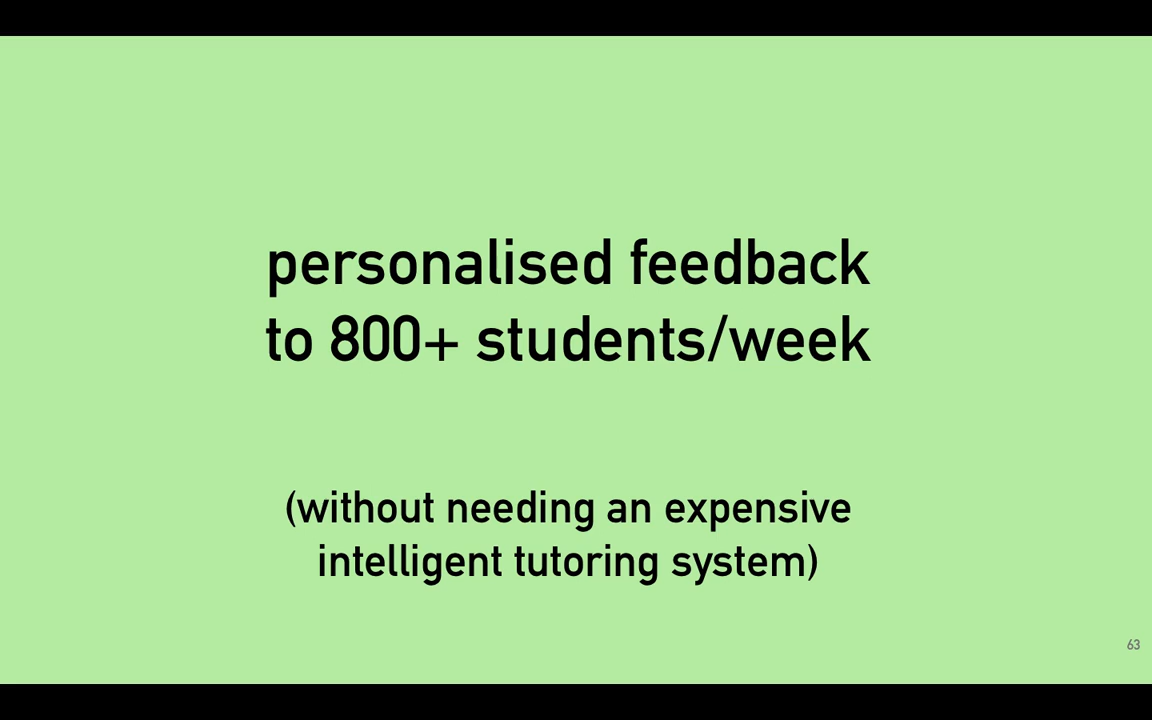 personalised feedback
to 800+ students/week
(without needing an expensive
intelligent tutoring system)
63